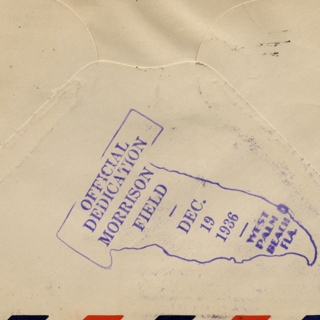 OFFICIAL
DEDICATION
MORRISON
FIELD
—
DEC.
19
1936
—
WEST
PALM
BEACH
FLA.